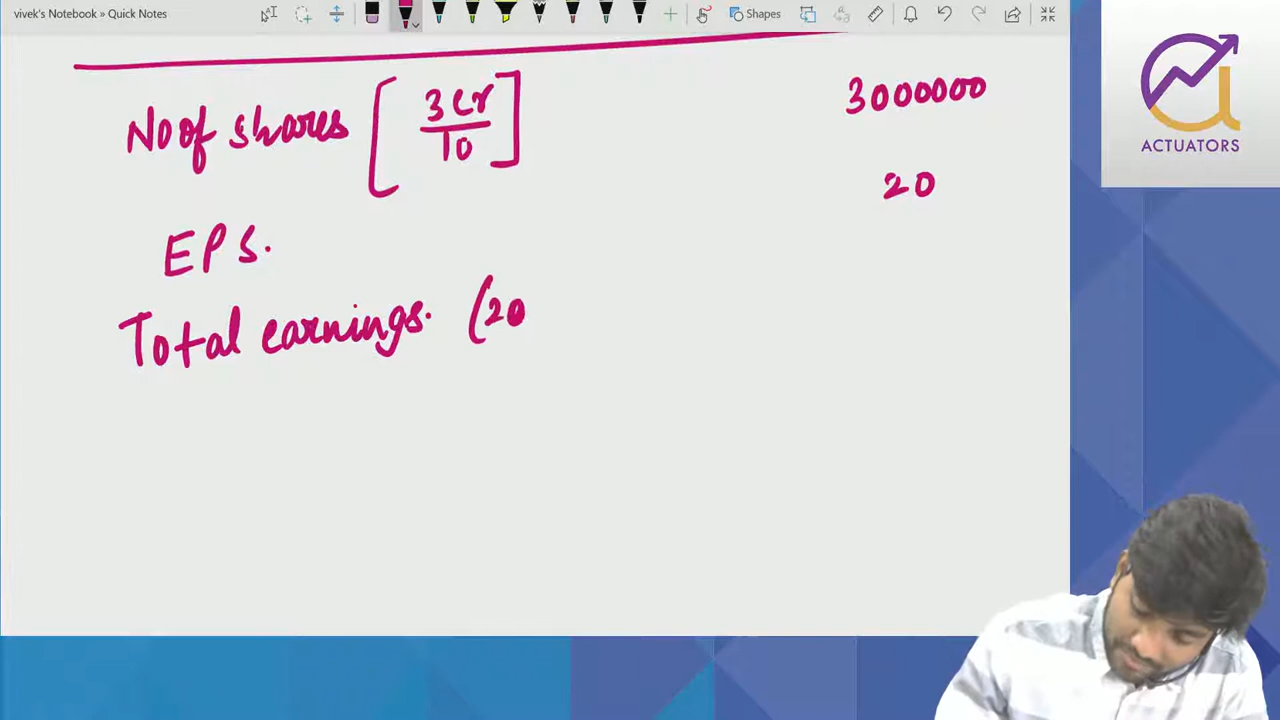 vivek's Notebook » Quick Notes
Shapes
No of shares [3Cr/10] 3000000
EPS. 20
Total earnings. (20
ACTUATORS